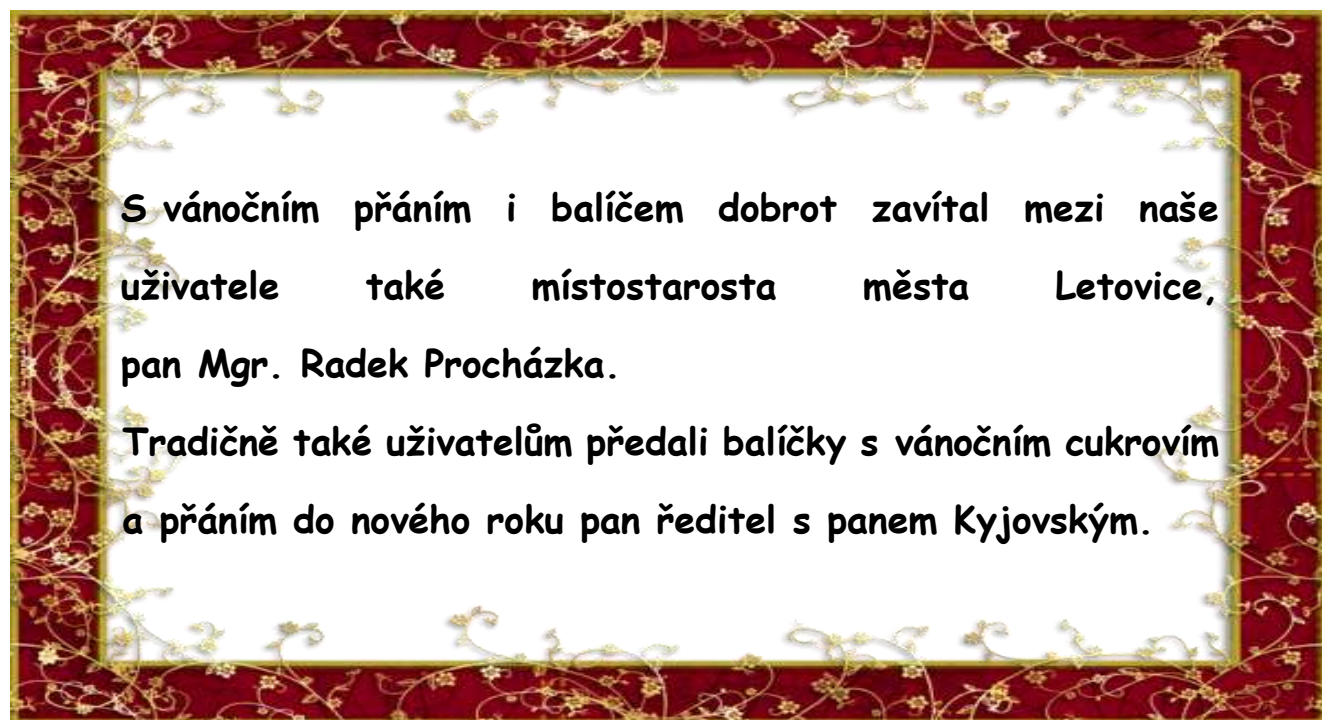 S vánočním přáním i balíčem dobrot zavítal mezi naše
uživatele také místostarosta města Letovice,
pan Mgr. Radek Procházka.
Tradičně také uživatelům předali balíčky s vánočním cukrovím
a přáním do nového roku pan ředitel s panem Kyjovským.